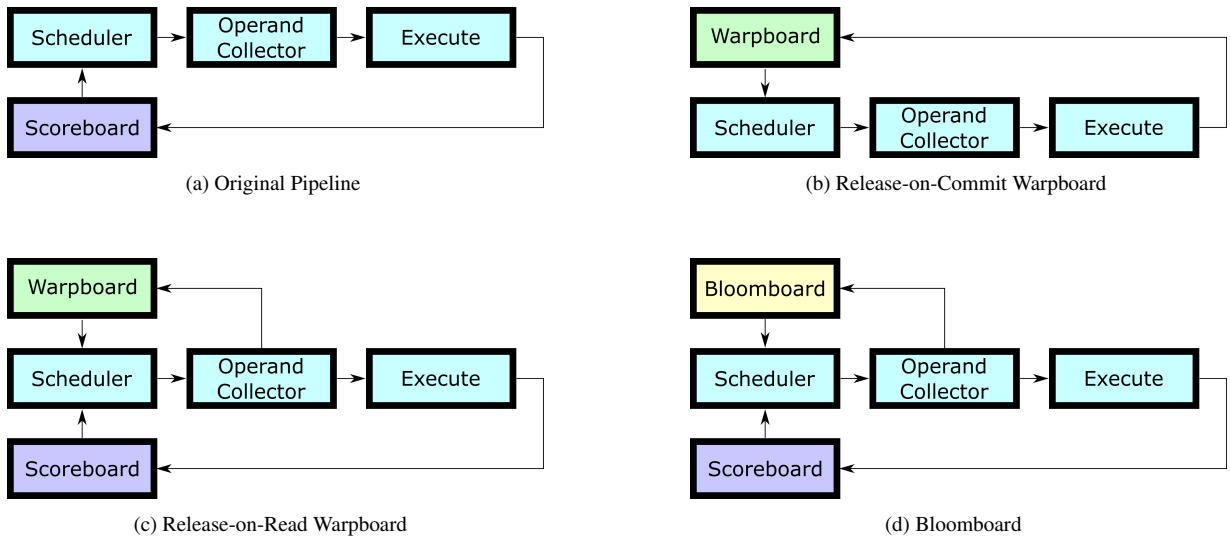 Scheduler
Operand
Collector
Execute
Scoreboard
(a) Original Pipeline
Warpboard
Scheduler
Operand
Collector
Execute
(b) Release-on-Commit Warpboard
Warpboard
Scheduler
Operand
Collector
Execute
Scoreboard
(c) Release-on-Read Warpboard
Bloomboard
Scheduler
Operand
Collector
Execute
Scoreboard
(d) Bloomboard